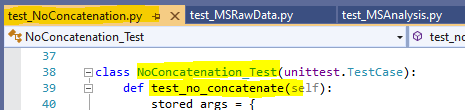 test_NoConcatenation.py test_MSRawData.py test_MSAnalysis.py
NoConcatenation_Test test_no
37
38 class NoConcatenation_Test(unittest.TestCase):
39 def test_no_concatenate(self):
40 stored_args = {